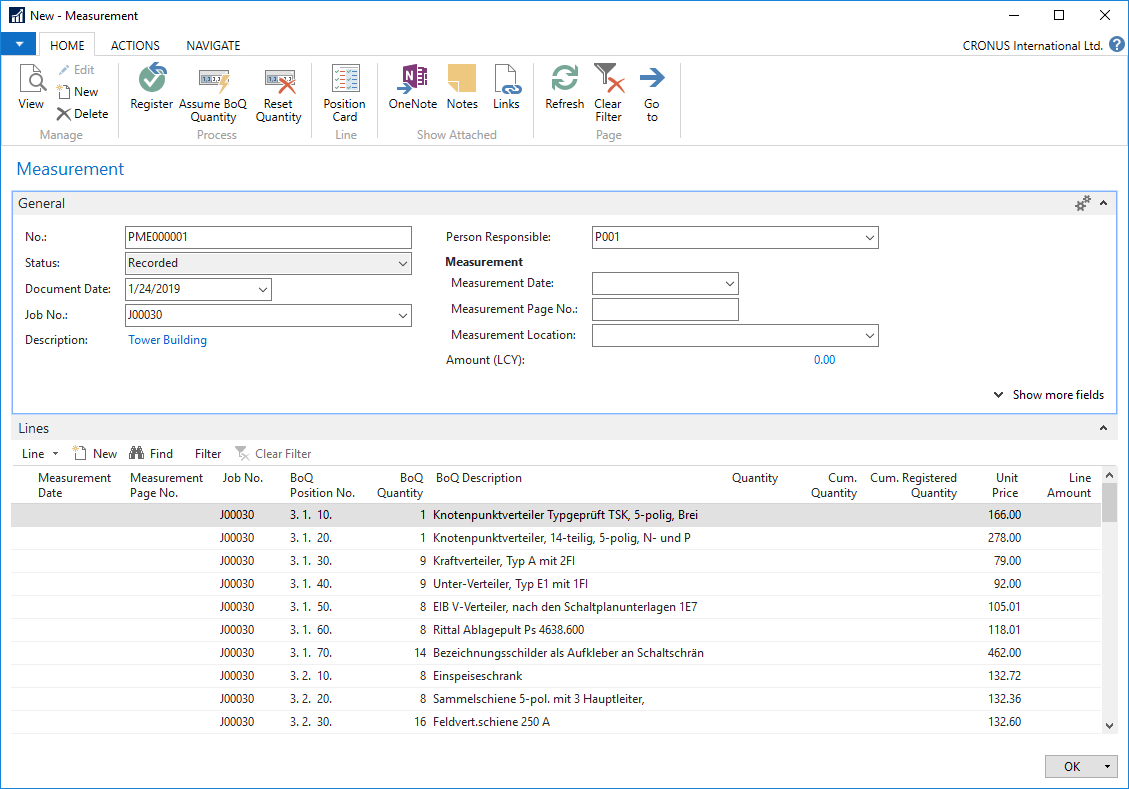 New - Measurement
HOME ACTIONS NAVIGATE CRONUS International Ltd. ?
View
Edit
New
Delete
Manage
Register
Assume BoQ Quantity
Reset Quantity
Process
Position Card
Line
OneNote
Notes
Links
Show Attached
Refresh
Clear Filter
Go to
Page
Measurement
General
No.: PME000001
Status: Recorded
Document Date: 1/24/2019
Job No.: J00030
Description: Tower Building
Person Responsible: P001
Measurement
Measurement Date:
Measurement Page No.:
Measurement Location:
Amount (LCY): 0.00
Show more fields
Lines
Line New Find Filter Clear Filter
Measurement Date Measurement Page No. Job No. BoQ Position No. BoQ Quantity BoQ Description Quantity Cum. Quantity Cum. Registered Quantity Unit Price Line Amount
J00030 3. 1. 10. 1 Knotenpunktverteiler Typgeprüft TSK, 5-polig, Brei 166.00
J00030 3. 1. 20. 1 Knotenpunktverteiler, 14-teilig, 5-polig, N- und P 278.00
J00030 3. 1. 30. 9 Kraftverteiler, Typ A mit 2FI 79.00
J00030 3. 1. 40. 9 Unter-Verteiler, Typ E1 mit 1FI 92.00
J00030 3. 1. 50. 8 EIB V-Verteiler, nach den Schaltplanunterlagen 1E7 105.01
J00030 3. 1. 60. 8 Rittal Ablagepult Ps 4638.600 118.01
J00030 3. 1. 70. 14 Bezeichnungsschilder als Aufkleber an Schaltschrän 462.00
J00030 3. 2. 10. 8 Einspeiseschrank 132.72
J00030 3. 2. 20. 8 Sammelschiene 5-pol. mit 3 Hauptleiter, 132.36
J00030 3. 2. 30. 16 Feldvert.schiene 250 A 132.60
OK